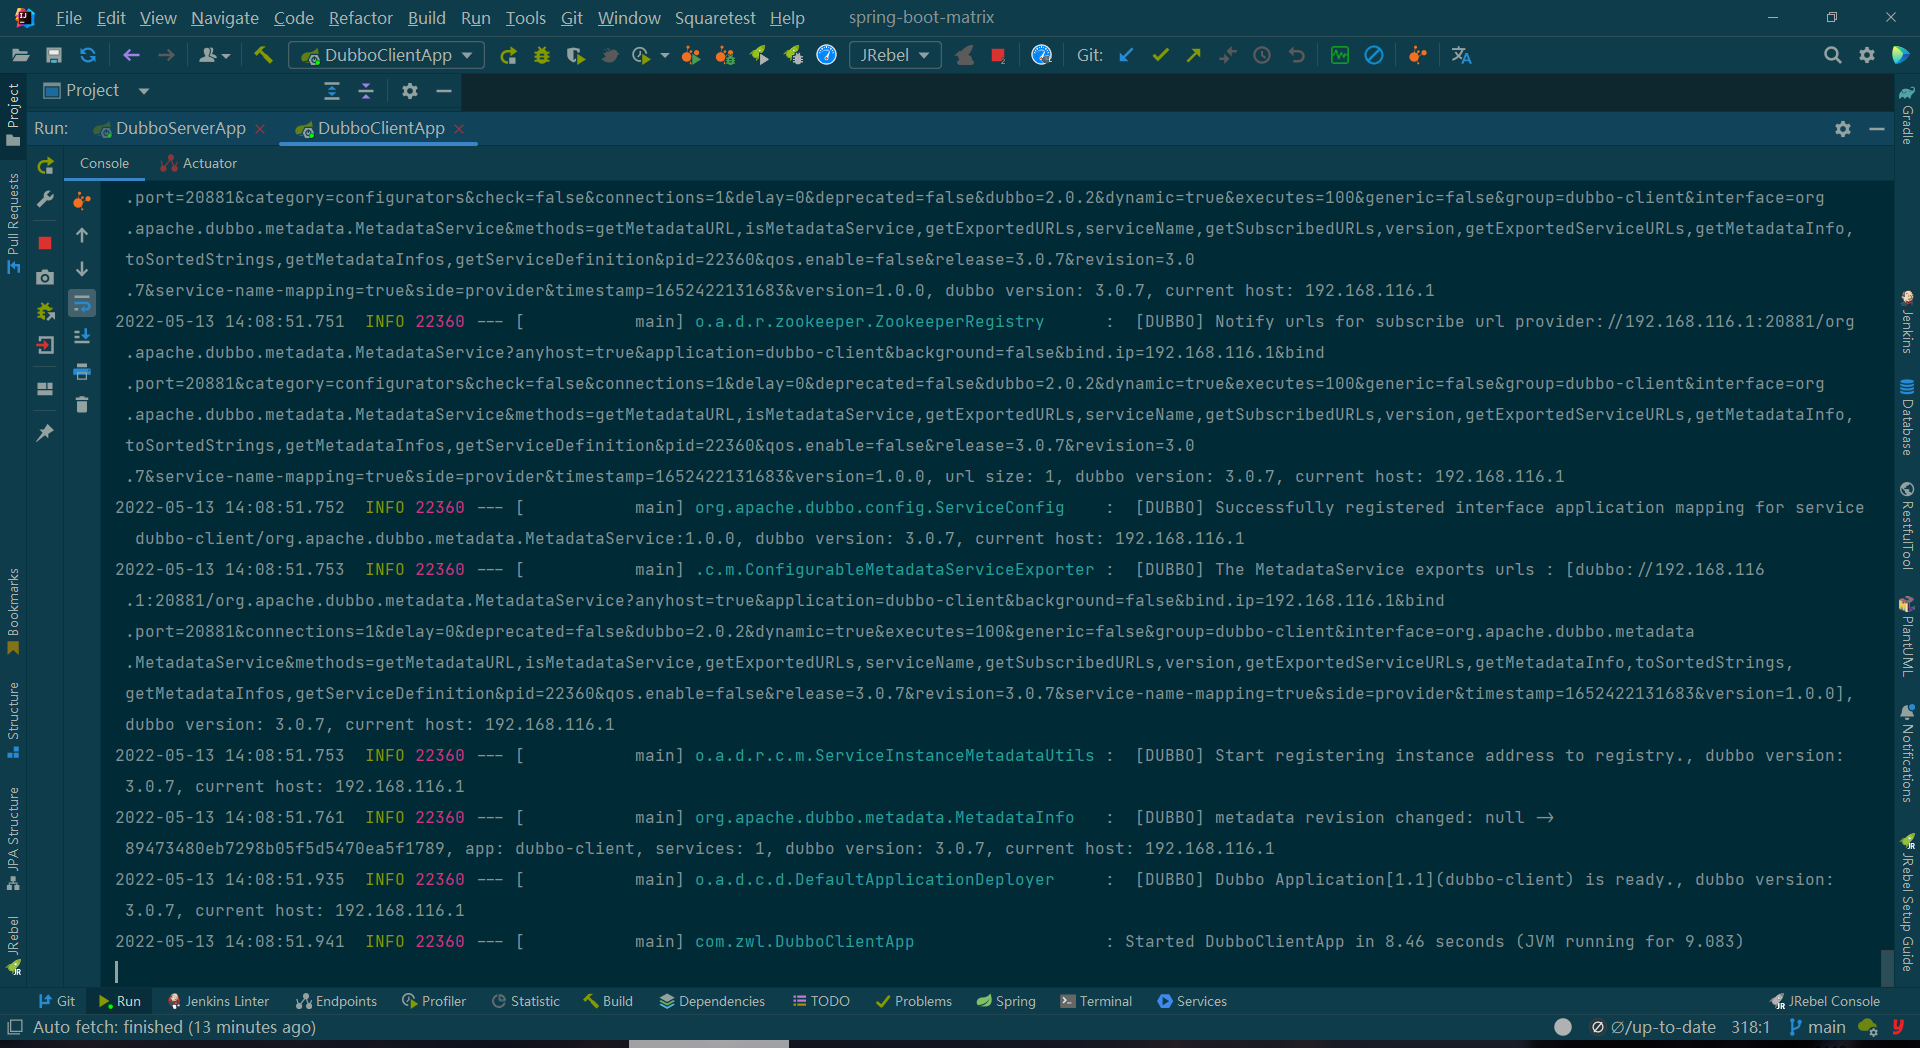 File Edit View Navigate Code Refactor Build Run Tools Git Window Squaretest Help spring-boot-matrix
DubboClientApp JRebel Git:
Project
Run: DubboServerApp DubboClientApp
Console Actuator
.port=20881&category=configurators&check=false&connections=1&delay=0&deprecated=false&dubbo=2.0.2&dynamic=true&executes=100&generic=false&group=dubbo-client&interface=org
.apache.dubbo.metadata.MetadataService&methods=getMetadataURL,isMetadataService,getExportedURLs,serviceName,getSubscribedURLs,version,getExportedServiceURLs,getMetadataInfo,
toSortedStrings,getMetadataInfos,getServiceDefinition&pid=22360&qos.enable=false&release=3.0.7&revision=3.0
.7&service-name-mapping=true&side=provider&timestamp=1652422131683&version=1.0.0, dubbo version: 3.0.7, current host: 192.168.116.1
2022-05-13 14:08:51.751  INFO 22360 --- [           main] o.a.d.r.zookeeper.ZookeeperRegistry      :  [DUBBO] Notify urls for subscribe url provider://192.168.116.1:20881/org
.apache.dubbo.metadata.MetadataService?anyhost=true&application=dubbo-client&background=false&bind.ip=192.168.116.1&bind
.port=20881&category=configurators&check=false&connections=1&delay=0&deprecated=false&dubbo=2.0.2&dynamic=true&executes=100&generic=false&group=dubbo-client&interface=org
.apache.dubbo.metadata.MetadataService&methods=getMetadataURL,isMetadataService,getExportedURLs,serviceName,getSubscribedURLs,version,getExportedServiceURLs,getMetadataInfo,
toSortedStrings,getMetadataInfos,getServiceDefinition&pid=22360&qos.enable=false&release=3.0.7&revision=3.0
.7&service-name-mapping=true&side=provider&timestamp=1652422131683&version=1.0.0, url size: 1, dubbo version: 3.0.7, current host: 192.168.116.1
2022-05-13 14:08:51.752  INFO 22360 --- [           main] org.apache.dubbo.config.ServiceConfig    :  [DUBBO] Successfully registered interface application mapping for service
dubbo-client/org.apache.dubbo.metadata.MetadataService:1.0.0, dubbo version: 3.0.7, current host: 192.168.116.1
2022-05-13 14:08:51.753  INFO 22360 --- [           main] .c.m.ConfigurableMetadataServiceExporter :  [DUBBO] The MetadataService exports urls : [dubbo://192.168.116
.1:20881/org.apache.dubbo.metadata.MetadataService?anyhost=true&application=dubbo-client&background=false&bind.ip=192.168.116.1&bind
.port=20881&connections=1&delay=0&deprecated=false&dubbo=2.0.2&dynamic=true&executes=100&generic=false&group=dubbo-client&interface=org.apache.dubbo.metadata
.MetadataService&methods=getMetadataURL,isMetadataService,getExportedURLs,serviceName,getSubscribedURLs,version,getExportedServiceURLs,getMetadataInfo,toSortedStrings,
getMetadataInfos,getServiceDefinition&pid=22360&qos.enable=false&release=3.0.7&revision=3.0.7&service-name-mapping=true&side=provider&timestamp=1652422131683&version=1.0.0],
dubbo version: 3.0.7, current host: 192.168.116.1
2022-05-13 14:08:51.753  INFO 22360 --- [           main] o.a.d.r.c.m.ServiceInstanceMetadataUtils :  [DUBBO] Start registering instance address to registry., dubbo version:
3.0.7, current host: 192.168.116.1
2022-05-13 14:08:51.761  INFO 22360 --- [           main] org.apache.dubbo.metadata.MetadataInfo   :  [DUBBO] metadata revision changed: null ->
89473480eb7298b05f5d5470ea5f1789, app: dubbo-client, services: 1, dubbo version: 3.0.7, current host: 192.168.116.1
2022-05-13 14:08:51.935  INFO 22360 --- [           main] o.a.d.c.d.DefaultApplicationDeployer     :  [DUBBO] Dubbo Application[1.1](dubbo-client) is ready., dubbo version:
3.0.7, current host: 192.168.116.1
2022-05-13 14:08:51.941  INFO 22360 --- [           main] com.zwl.DubboClientApp                   : Started DubboClientApp in 8.46 seconds (JVM running for 9.083)
Project
Pull Requests
Bookmarks
Structure
JPA Structure
JRebel
Gradle
Jenkins
Database
RestfulTool
PlantUML
Notifications
JRebel Setup Guide
Git Run Jenkins Linter Endpoints Profiler Statistic Build Dependencies TODO Problems Spring Terminal Services JRebel Console
Auto fetch: finished (13 minutes ago) ∅/up-to-date 318:1 main